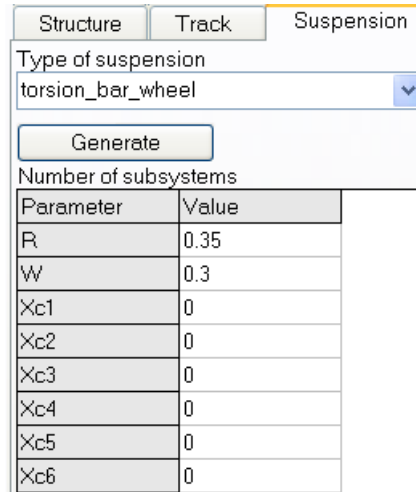 Structure Track Suspension
Type of suspension
torsion_bar_wheel
Generate
Number of subsystems
Parameter Value
R 0.35
W 0.3
Xc1 0
Xc2 0
Xc3 0
Xc4 0
Xc5 0
Xc6 0